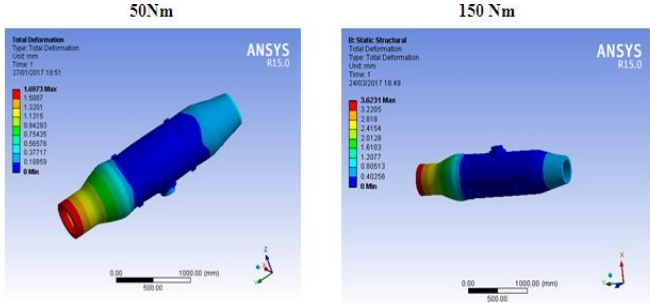 50Nm
150 Nm
Total Deformation
Type: Total Deformation
Unit: mm
Time: 1
27/01/2017 18:51
1.6973 Max
1.5087
1.3201
1.1315
0.94293
0.75435
0.56576
0.37717
0.18859
0 Min
ANSYS
R15.0
0.00
1000.00 (mm)
500.00
Z
X
Y
B: Static Structural
Total Deformation
Type: Total Deformation
Unit: mm
Time: 1
24/03/2017 18:49
3.6231 Max
3.2205
2.818
2.4154
2.0128
1.6103
1.2077
0.80513
0.40256
0 Min
ANSYS
R15.0
0.00
1000.00 (mm)
500.00
X
Y